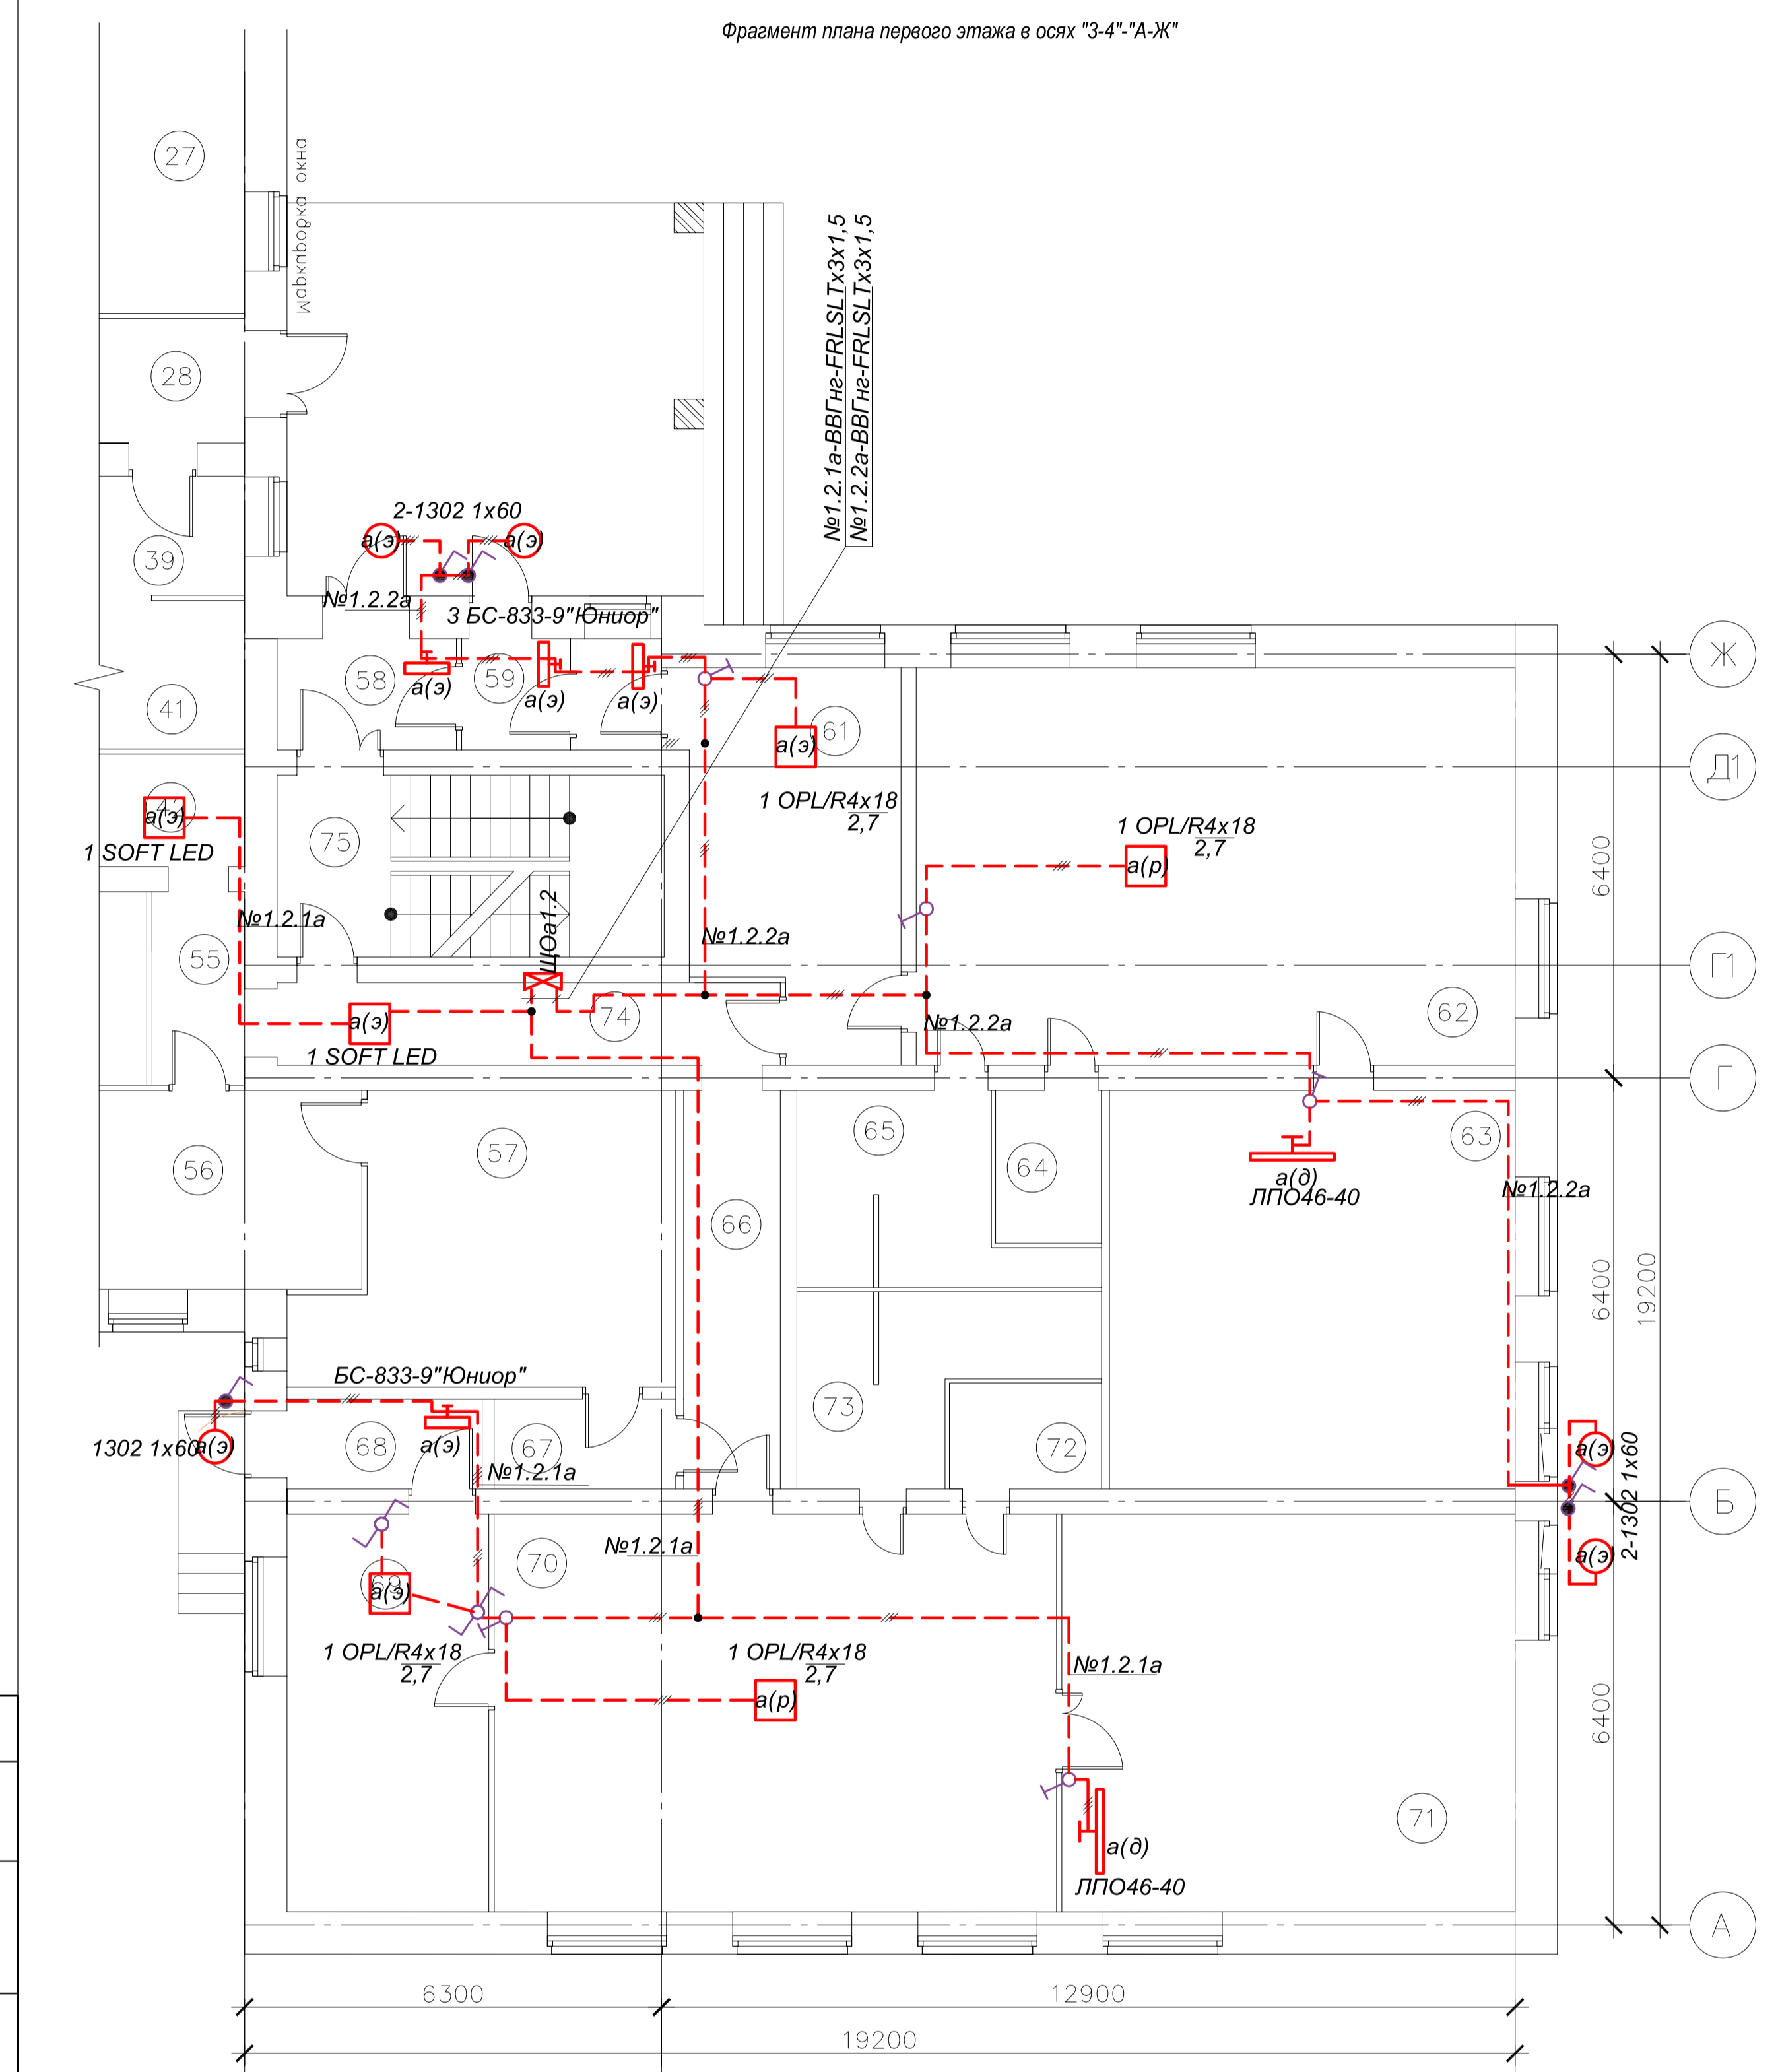 Фрагмент плана первого этажа в осях "3-4"-"А-Ж"
27
Маркировка окна
28
№1.2.1а-ВВГнг-FRLSLTх3х1,5
№1.2.2а-ВВГнг-FRLSLTх3х1,5
2-1302 1х60
а(э)
а(э)
39
№1.2.2а
3 БС-833-9"Юниор"
Ж
58
59
а(э)
а(э)
а(э)
41
61
а(э)
Д1
42
а(э)
1 SOFT LED
75
1 OPL/R4x18
2,7
1 OPL/R4x18
2,7
а(р)
6400
№1.2.1а
ЩОа1.2
№1.2.2а
55
Г1
74
62
а(э)
№1.2.2а
1 SOFT LED
Г
57
65
63
56
64
а(д)
ЛПО46-40
№1.2.2а
66
6400
19200
БС-833-9"Юниор"
73
1302 1х60
а(э)
68
а(э)
67
72
а(э)
№1.2.1а
2-1302 1х60
Б
№1.2.1а
70
а(э)
69
а(э)
1 OPL/R4x18
2,7
1 OPL/R4x18
2,7
№1.2.1а
а(р)
6400
71
а(д)
ЛПО46-40
А
6300
12900
19200